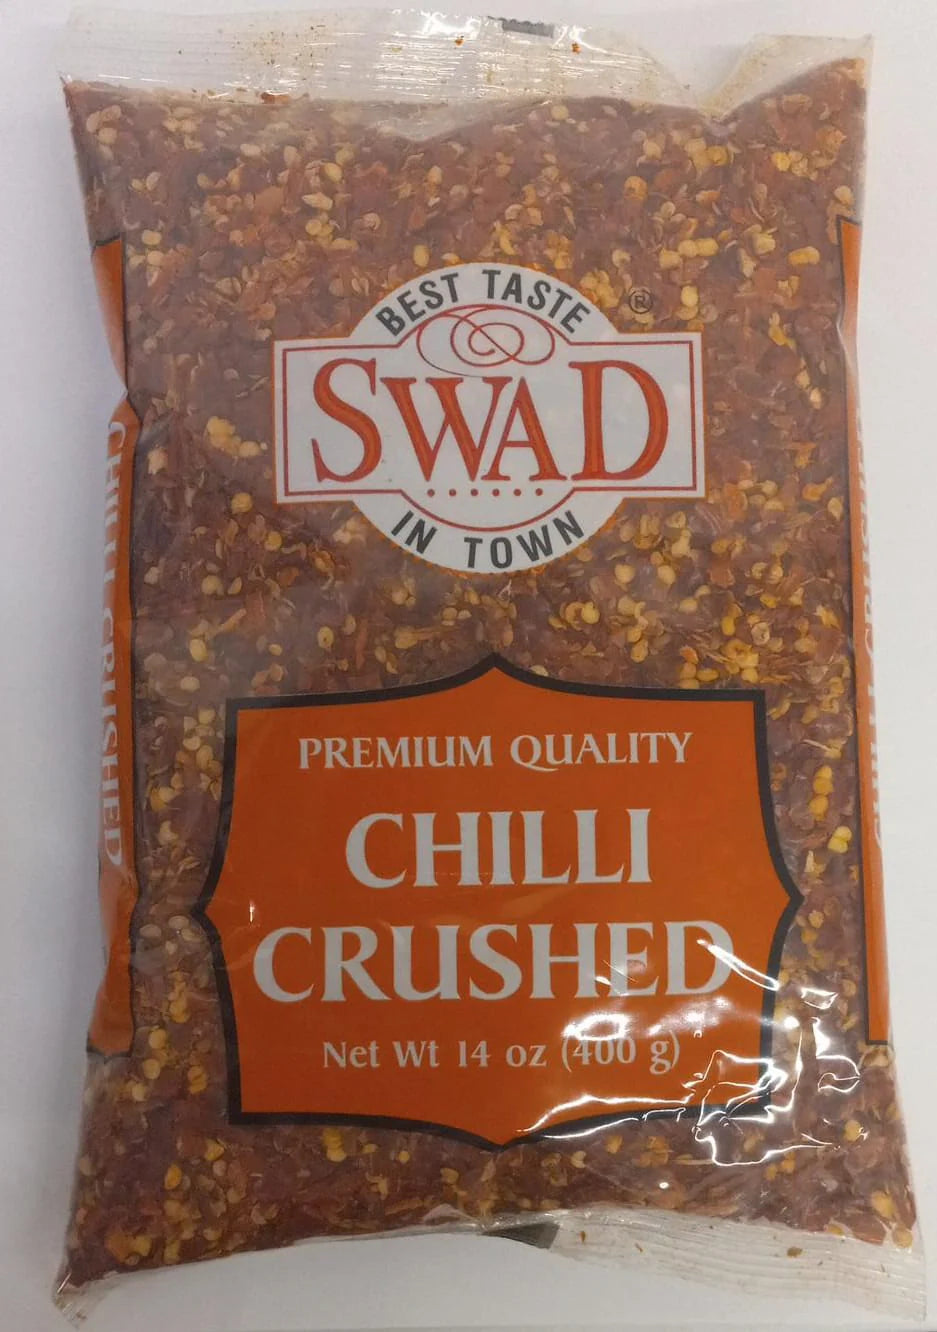 BEST TASTE
®
SWAD
IN TOWN
PREMIUM QUALITY
CHILLI
CRUSHED
Net Wt 14 oz (400 g)
CHILLI CRUSHED